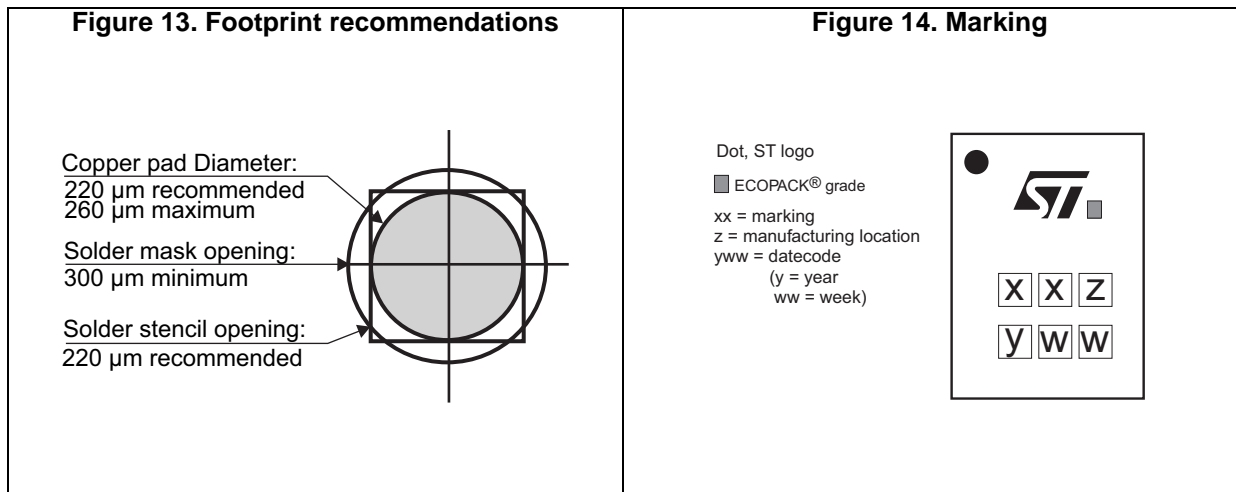 Figure 13. Footprint recommendations
Copper pad Diameter:
220 µm recommended
260 µm maximum
Solder mask opening:
300 µm minimum
Solder stencil opening:
220 µm recommended
Figure 14. Marking
Dot, ST logo
ECOPACK® grade
xx = marking
z = manufacturing location
yww = datecode
(y = year
ww = week)
ST
x x z
y w w